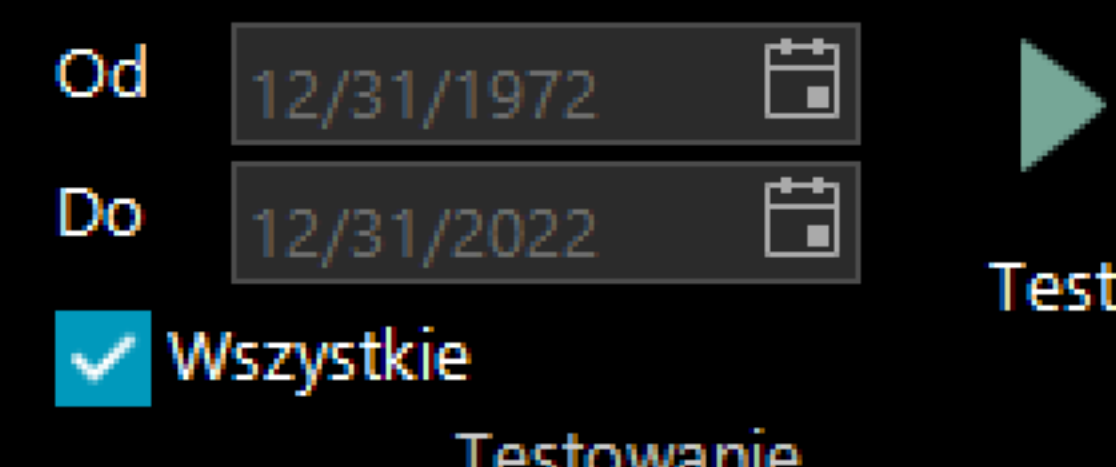 Od 12/31/1972
Do 12/31/2022
Test
Wszystkie
Testowanie